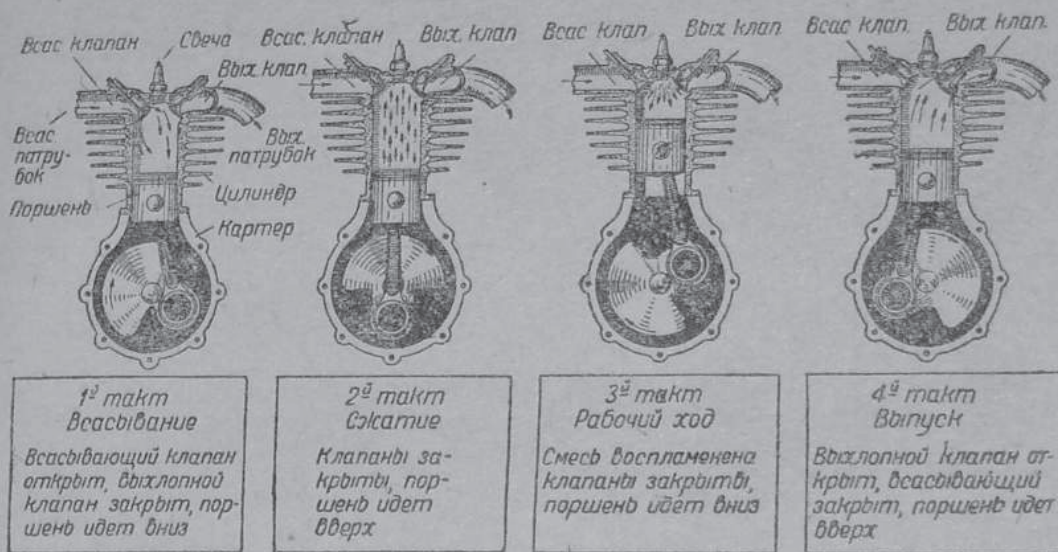 Всас клапан
Свеча
Вых клап
Всас патру-
бок
Поршень
Вых.
патрубок
Цилиндр
Картер
Всас. клапан
Вых. клап
Всас клап
Вых клап
Всас клап.
Вых. клап.
1й такт
Всасывание
Всасывающий клапан
открыт, выхлопной
клапан закрыт, пор-
шень идет вниз
2й такт
Сжатие
Клапаны за-
крыты, пор-
шень идет
вверх
3й такт
Рабочий ход
Смесь воспламенена
клапаны закрыты,
поршень идет вниз
4й такт
Выпуск
Выхлопной клапан от-
крыт, всасывающий
закрыт, поршень идет
вверх